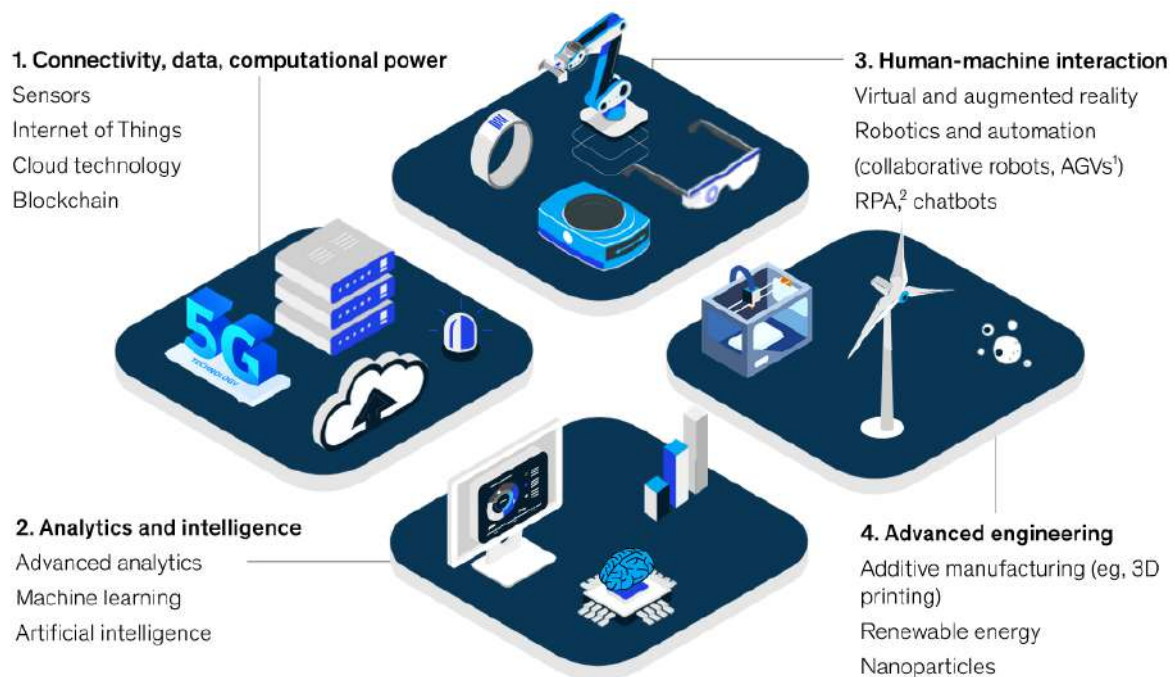 1. Connectivity, data, computational power
Sensors
Internet of Things
Cloud technology
Blockchain
3. Human-machine interaction
Virtual and augmented reality
Robotics and automation
(collaborative robots, AGVs¹)
RPA,² chatbots
5G
TECHNOLOGY
2. Analytics and intelligence
Advanced analytics
Machine learning
Artificial intelligence
4. Advanced engineering
Additive manufacturing (eg, 3D
printing)
Renewable energy
Nanoparticles